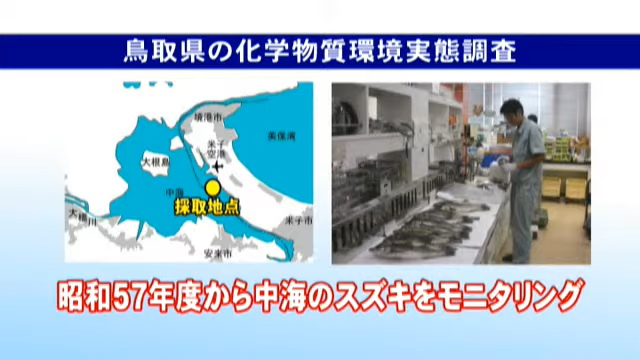 鳥取県の化学物質環境実態調査
境港市
美保湾
米子
空港
大根島
中海
採取地点
大橋川
米子市
安来市
昭和57年度から中海のスズキをモニタリング